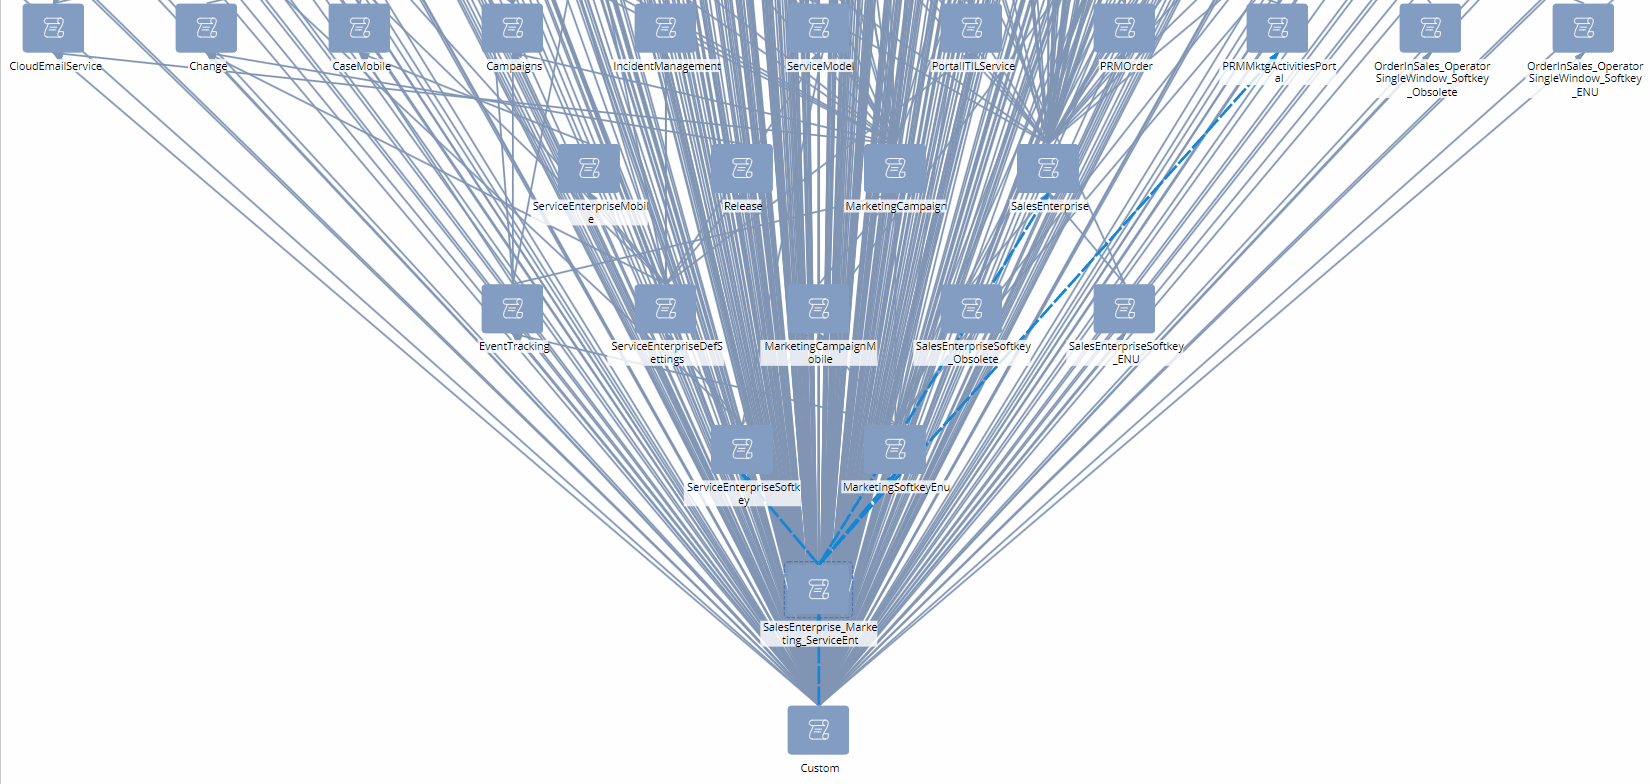 CloudEmailService
Change
CaseMobile
Campaigns
IncidentManagement
ServiceModel
PortalITILService
PRMOrder
PRMMktgActivitiesPort
al
OrderInSales_Operator
SingleWindow_Softkey
_Obsolete
OrderInSales_Operator
SingleWindow_Softkey
_ENU
ServiceEnterpriseMobil
e
Release
MarketingCampaign
SalesEnterprise
EventTracking
ServiceEnterpriseDefS
ettings
MarketingCampaignM
obile
SalesEnterpriseSoftkey
_Obsolete
SalesEnterpriseSoftkey
_ENU
ServiceEnterpriseSoftk
ey
MarketingSoftkeyEnu
SalesEnterprise_Marke
ting_ServiceEnt
Custom